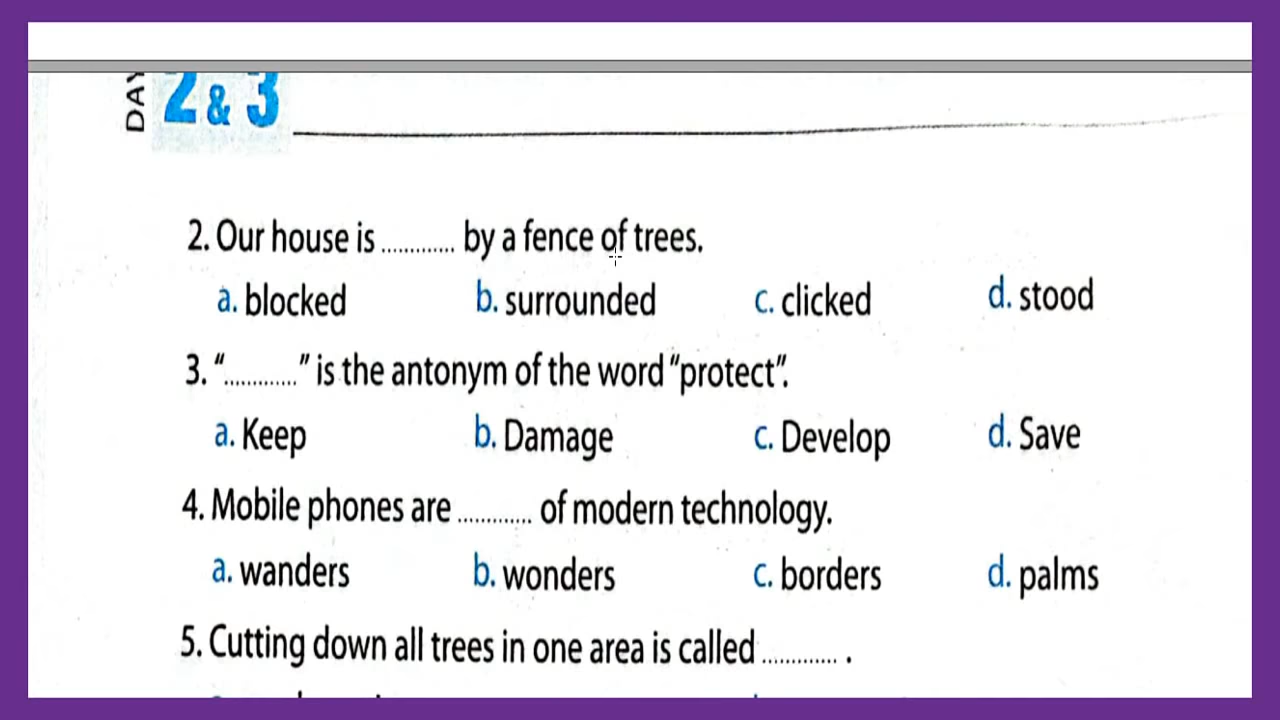 DAY
2 & 3
2. Our house is ............. by a fence of trees.
a. blocked b. surrounded c. clicked d. stood
3. “.............” is the antonym of the word “protect”.
a. Keep b. Damage c. Develop d. Save
4. Mobile phones are ............. of modern technology.
a. wanders b. wonders c. borders d. palms
5. Cutting down all trees in one area is called ............. .